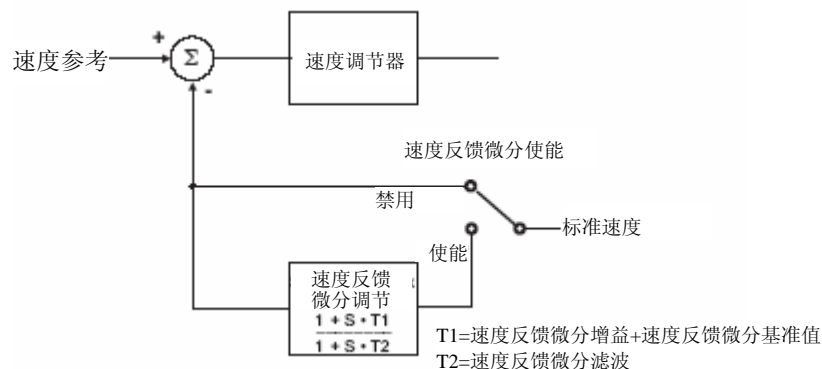 +
速度参考
Σ
速度调节器
-
速度反馈微分使能
禁用
标准速度
使能
速度反馈
微分调节
1 + S • T1
1 + S • T2
T1=速度反馈微分增益+速度反馈微分基准值
T2=速度反馈微分滤波